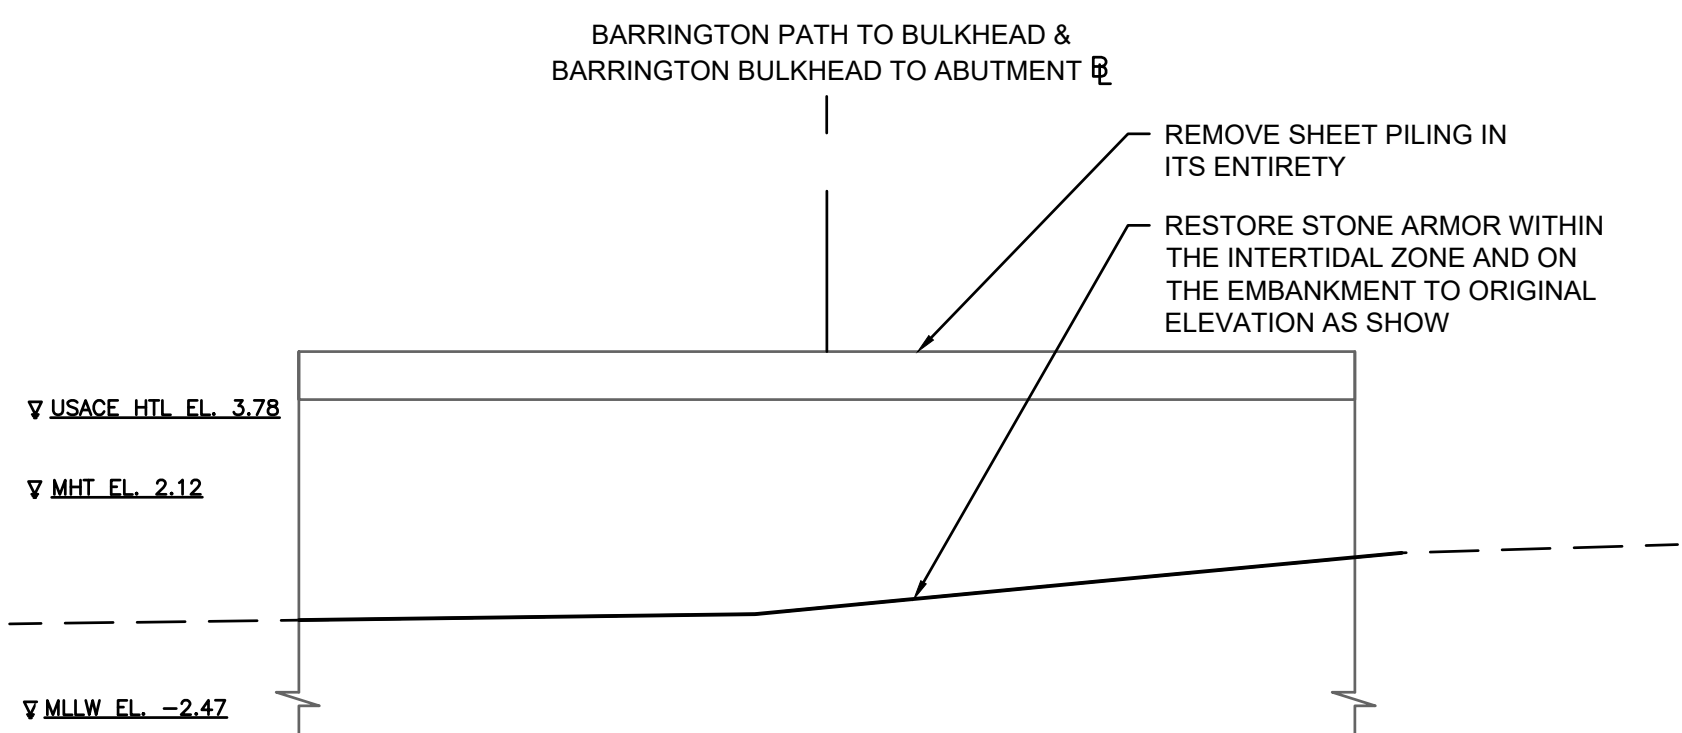 BARRINGTON PATH TO BULKHEAD &
BARRINGTON BULKHEAD TO ABUTMENT BL
REMOVE SHEET PILING IN
ITS ENTIRETY
RESTORE STONE ARMOR WITHIN
THE INTERTIDAL ZONE AND ON
THE EMBANKMENT TO ORIGINAL
ELEVATION AS SHOW
USACE HTL EL. 3.78
MHT EL. 2.12
MLLW EL. -2.47